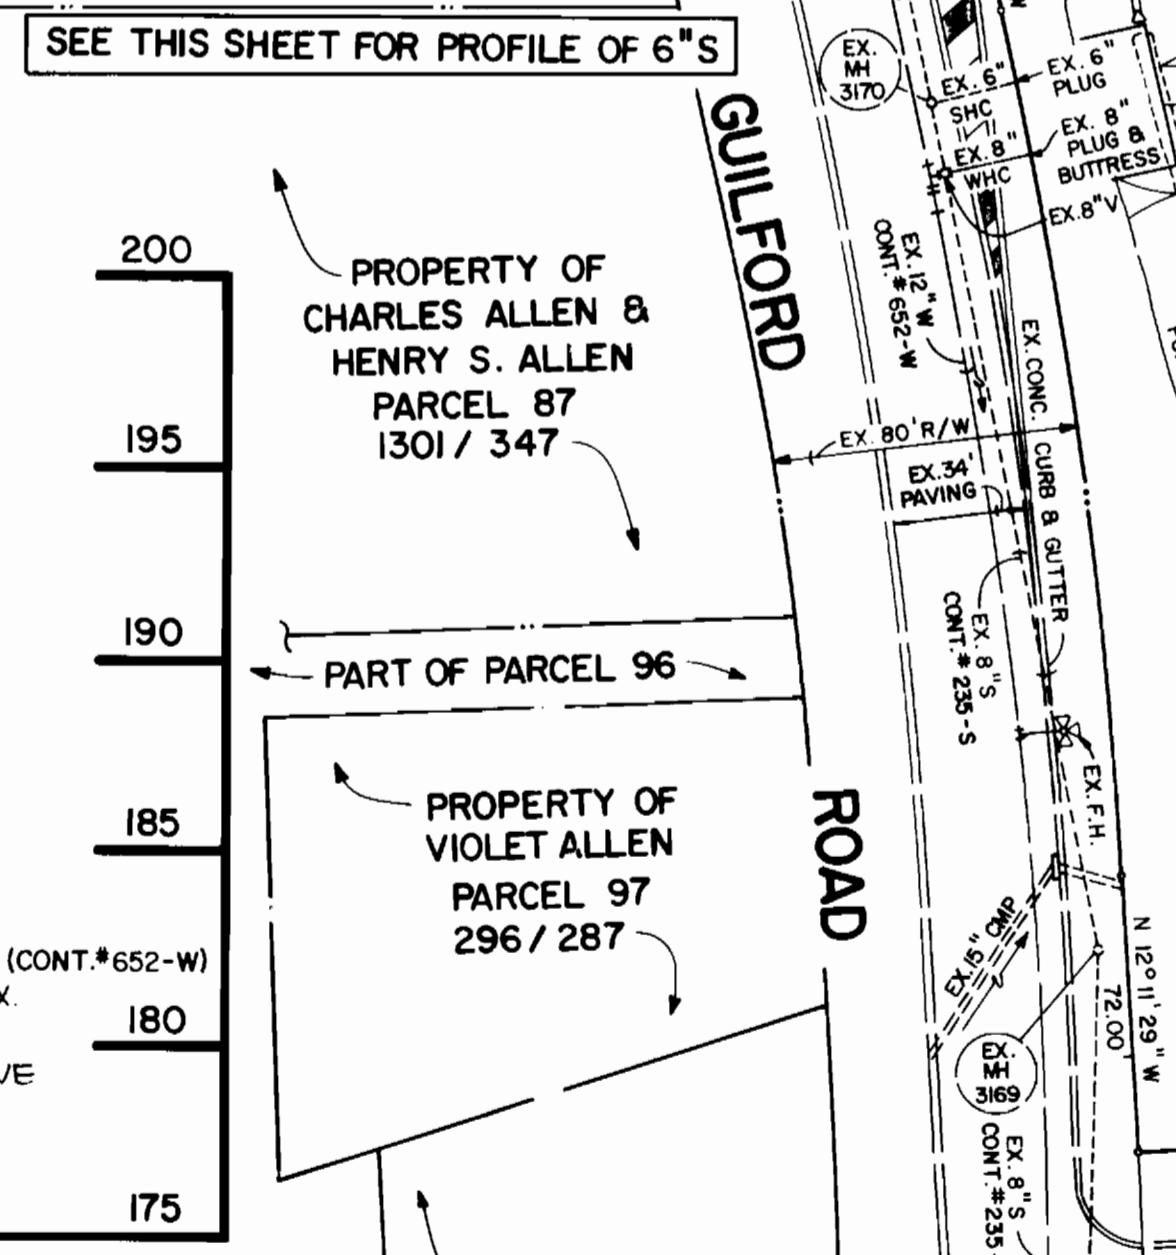 SEE THIS SHEET FOR PROFILE OF 6"S
EX.
MH
3170
EX. 6"
SHC
EX. 6"
PLUG
EX. 8"
WHC
EX. 8"
PLUG &
BUTTRESS
EX.8"V
GUILFORD
EX. 12" W
CONT.#652-W
200
195
190
185
180
175
PROPERTY OF
CHARLES ALLEN &
HENRY S. ALLEN
PARCEL 87
1301 / 347
EX. 80' R/W
EX.34'
PAVING
EX.CONC. CURB & GUTTER
EX. 8"S
CONT.#235-S
PART OF PARCEL 96
PROPERTY OF
VIOLET ALLEN
PARCEL 97
296 / 287
ROAD
EX. F.H.
EX.15" CMP
N 12° 11' 29" W
72.00'
EX.
MH
3169
EX. 8"S
CONT.#235
(CONT.#652-W)
X.
VE